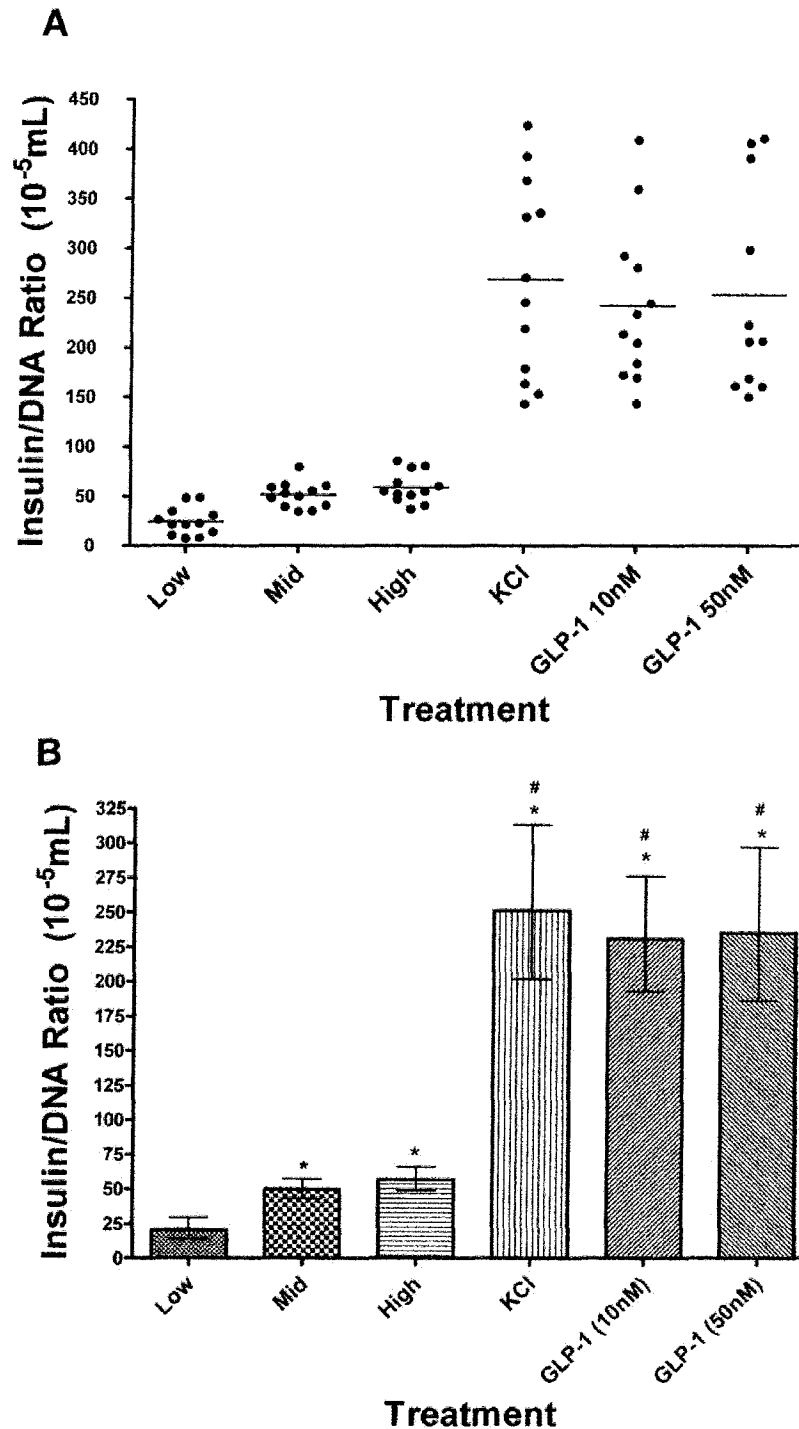 A
Insulin/DNA Ratio (10⁻⁵mL)
450
400
350
300
250
200
150
100
50
0
Low
Mid
High
KCl
GLP-1 10nM
GLP-1 50nM
Treatment
B
Insulin/DNA Ratio (10⁻⁵mL)
325
300
275
250
225
200
175
150
125
100
75
50
25
0
*
*
#
*
#
*
#
*
Low
Mid
High
KCl
GLP-1 (10nM)
GLP-1 (50nM)
Treatment